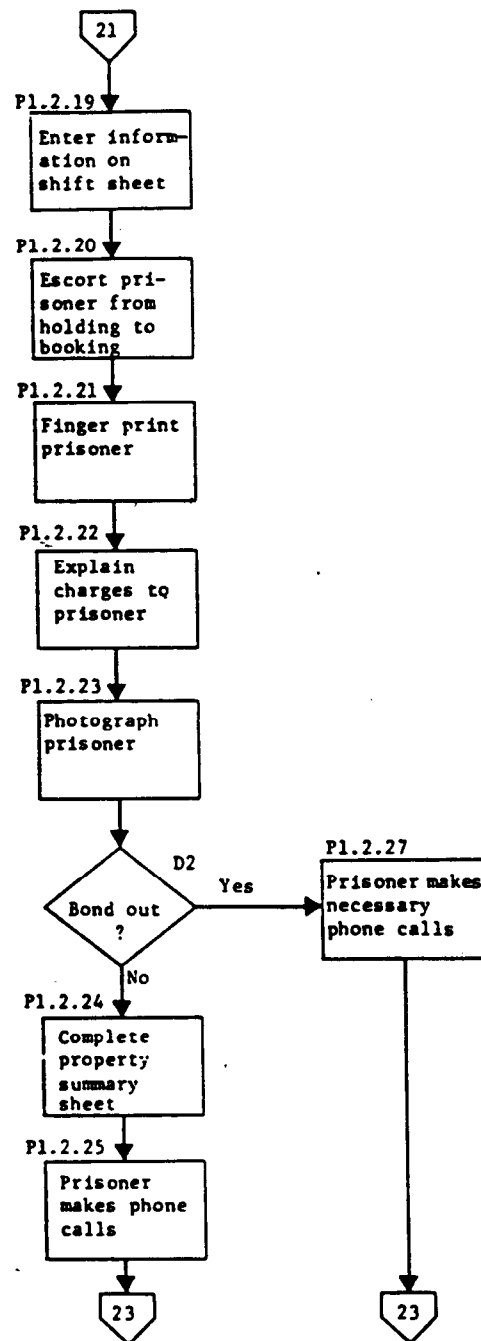 21
P1.2.19
Enter inform-
ation on
shift sheet
P1.2.20
Escort pri-
soner from
holding to
booking
P1.2.21
Finger print
prisoner
P1.2.22
Explain
charges to
prisoner
P1.2.23
Photograph
prisoner
D2
Bond out
?
Yes
P1.2.27
Prisoner makes
necessary
phone calls
No
P1.2.24
Complete
property
summary
sheet
P1.2.25
Prisoner
makes phone
calls
23
23